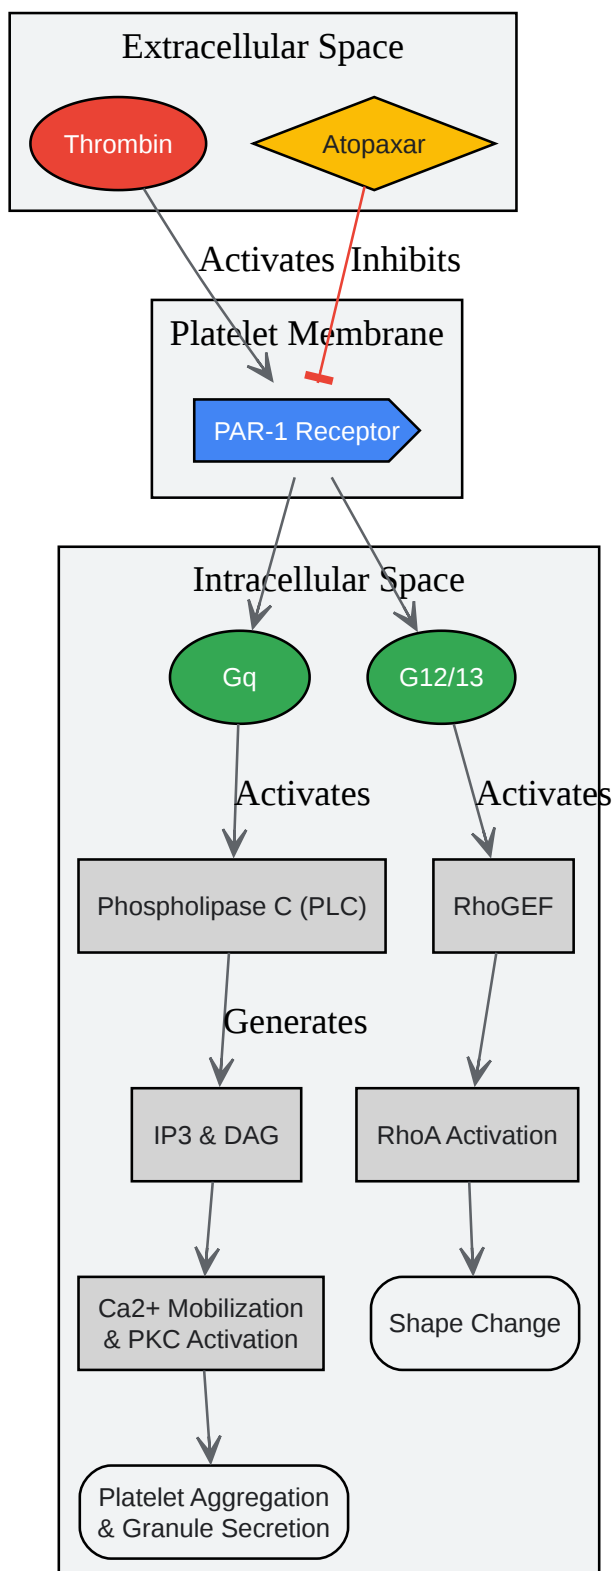 Extracellular Space
Thrombin
Atopaxar
Activates
Inhibits
Platelet Membrane
PAR-1 Receptor
Intracellular Space
Gq
G12/13
Activates
Activates
Phospholipase C (PLC)
RhoGEF
Generates
IP3 & DAG
RhoA Activation
Ca2+ Mobilization
& PKC Activation
Shape Change
Platelet Aggregation
& Granule Secretion